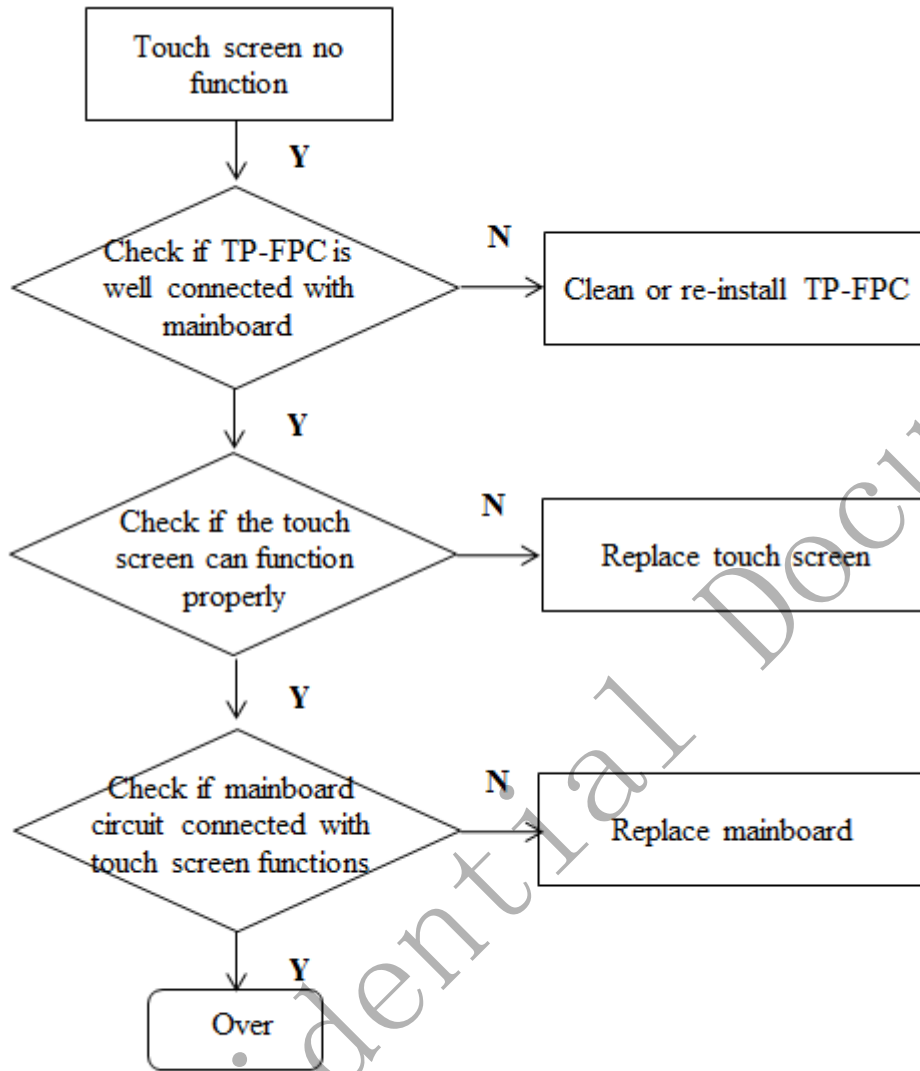 Touch screen no
function
Y
Check if TP-FPC is
well connected with
mainboard
N
Clean or re-install TP-FPC
Y
Check if the touch
screen can function
properly
N
Replace touch screen
Y
Check if mainboard
circuit connected with
touch screen functions
N
Replace mainboard
Y
Over
idential Docu